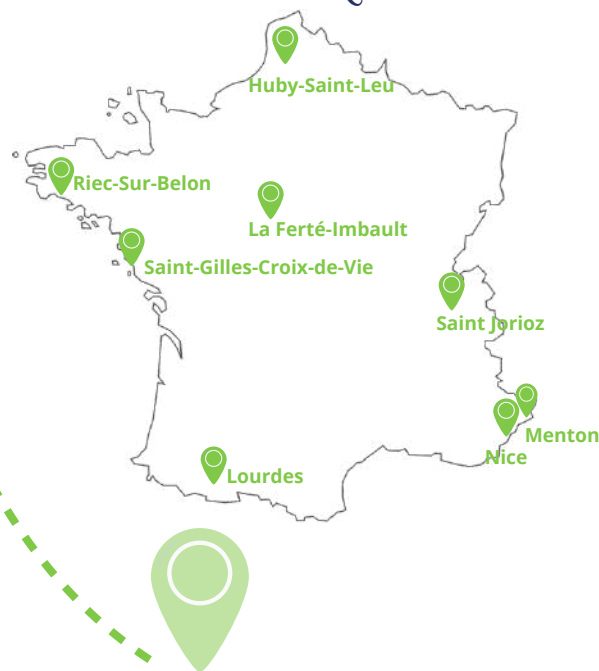 Huby-Saint-Leu
Riec-Sur-Belon
La Ferté-Imbault
Saint-Gilles-Croix-de-Vie
Saint Jorioz
Menton
Nice
Lourdes